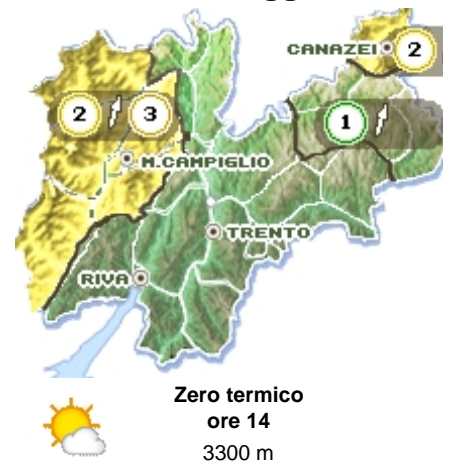 CANAZEI 2
2 3
1
M.CAMPIGLIO
TRENTO
RIVA
Zero termico
ore 14
3300 m